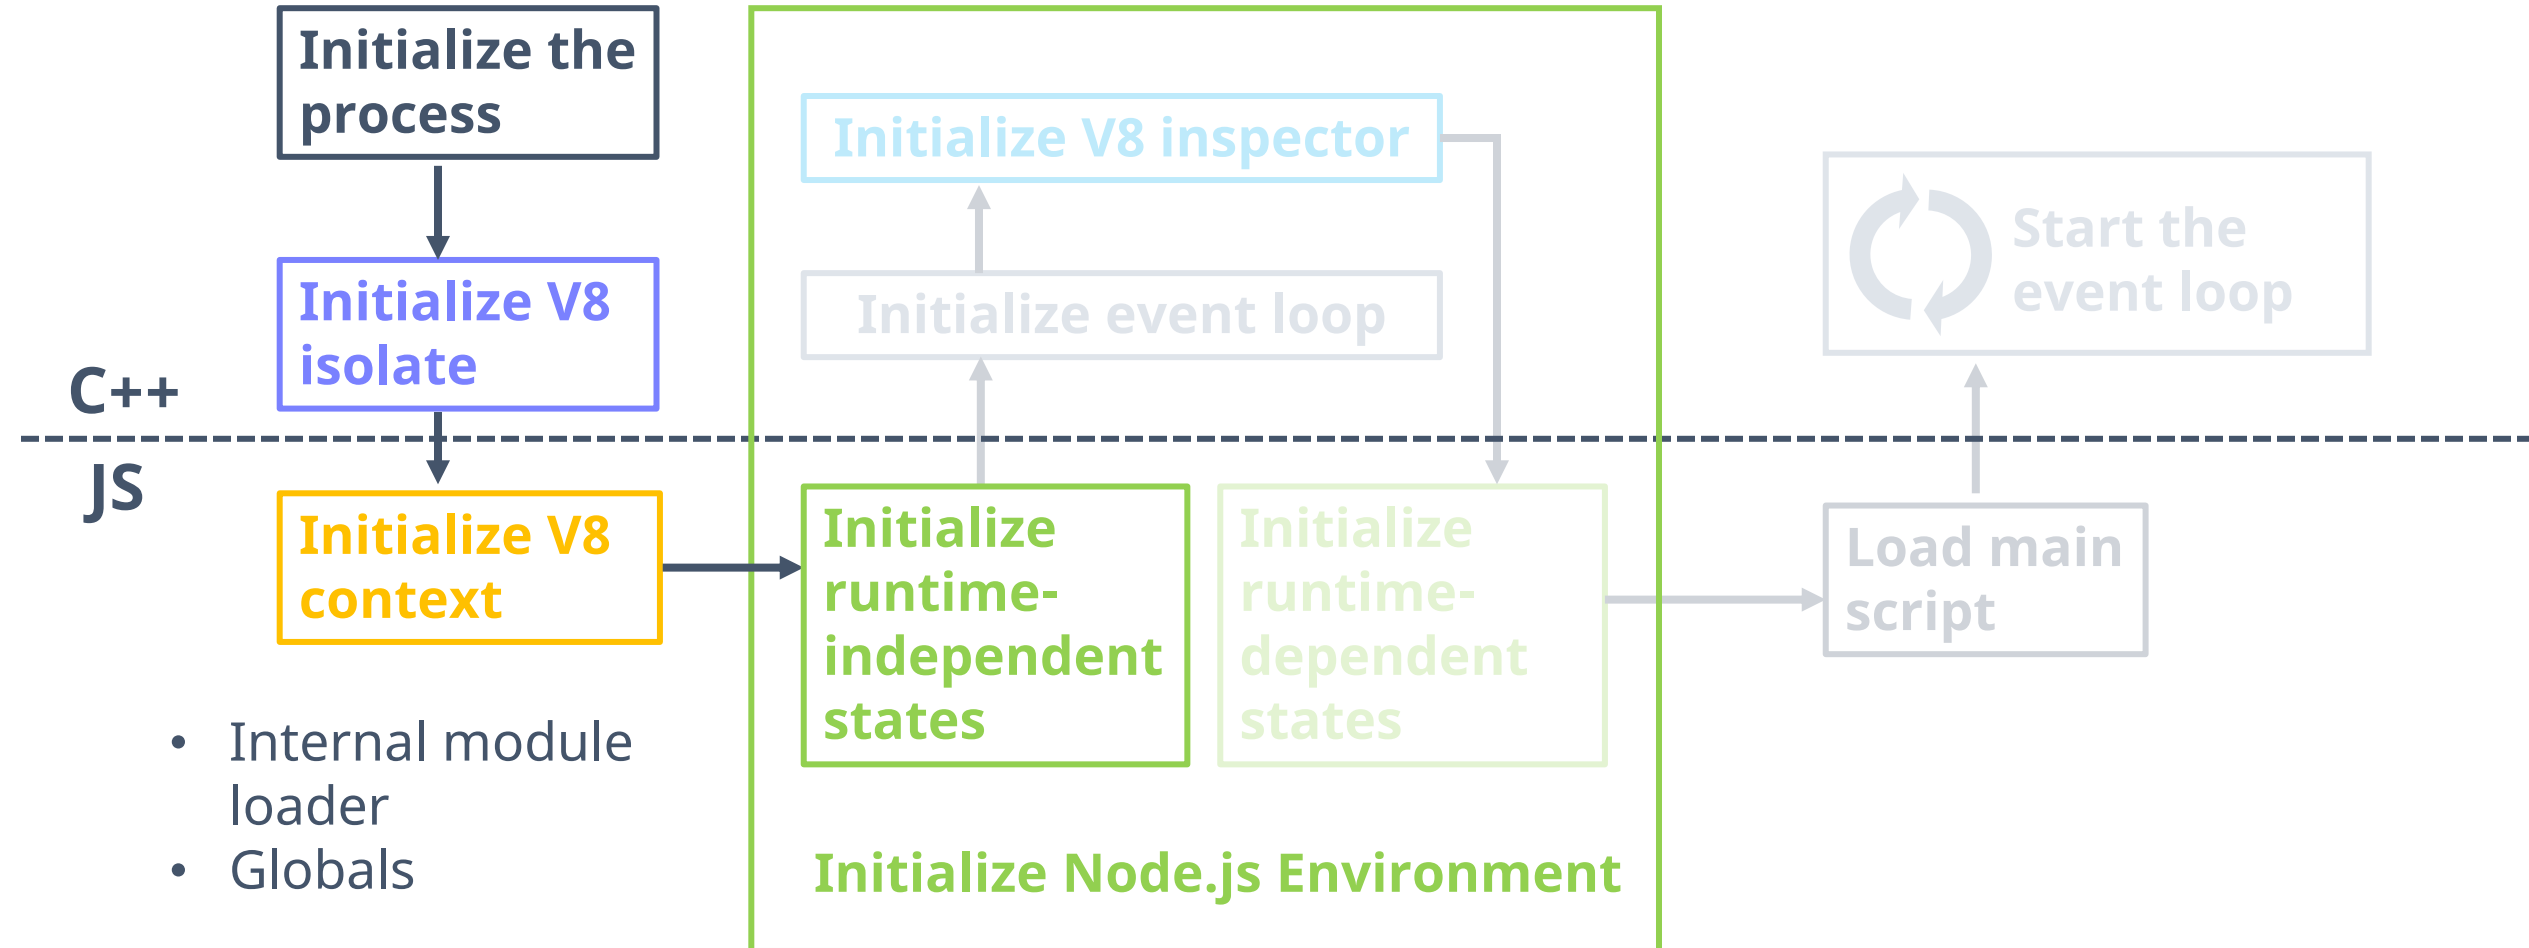 Initialize the
process
Initialize V8
isolate
C++
JS
Initialize V8
context
• Internal module
loader
• Globals
Initialize V8 inspector
Initialize event loop
Initialize
runtime-
independent
states
Initialize
runtime-
dependent
states
Initialize Node.js Environment
Start the
event loop
Load main
script